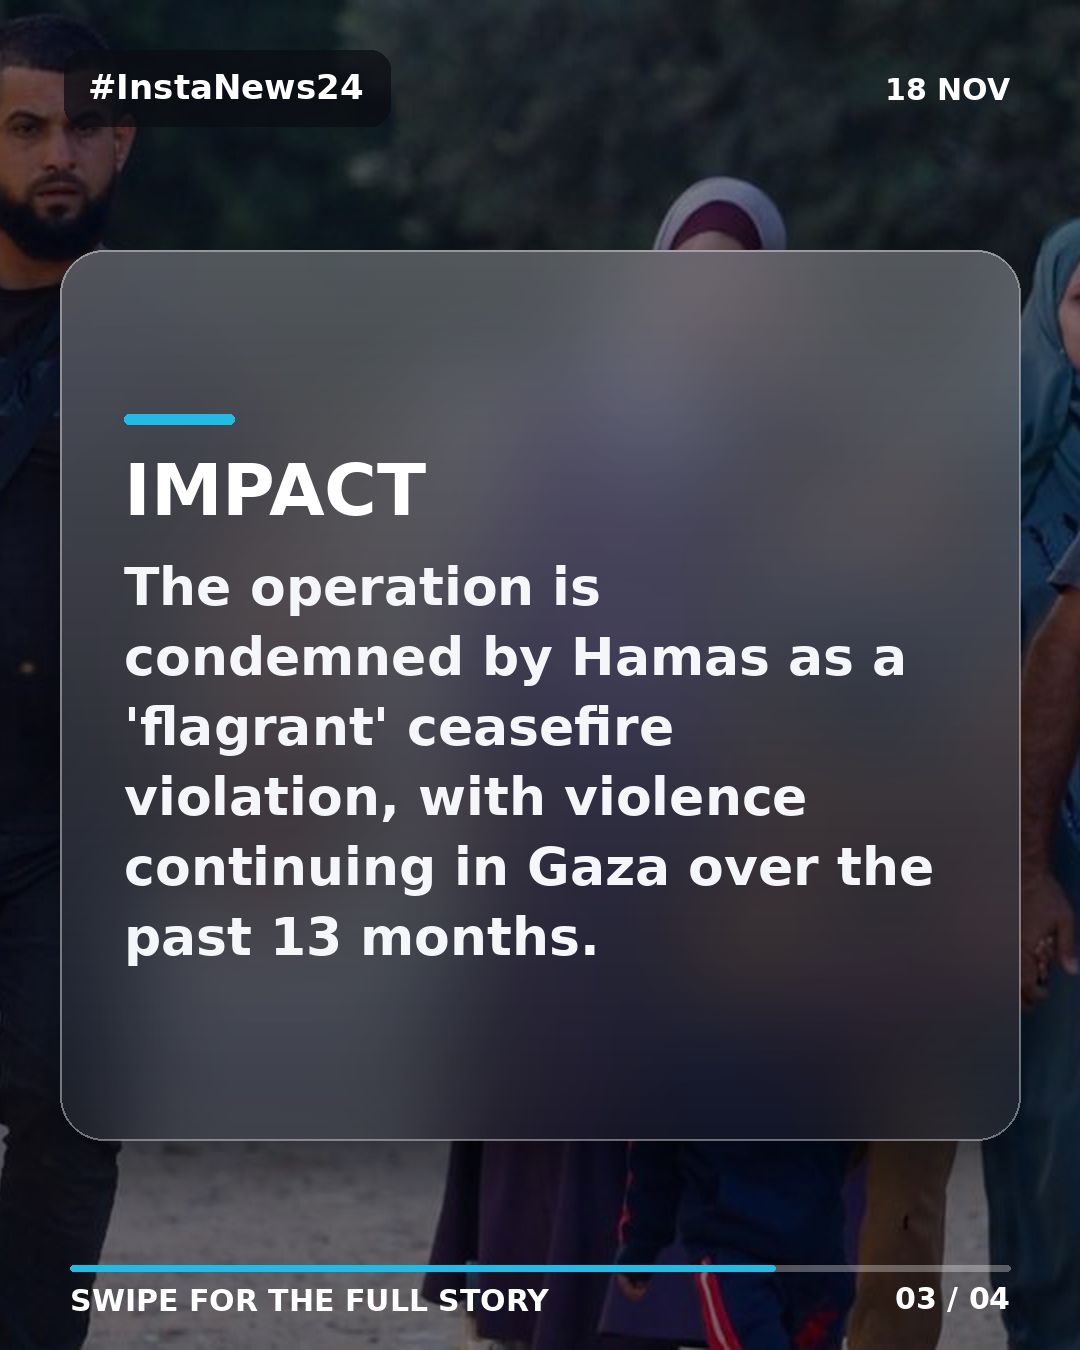 #InstaNews24
18 NOV
IMPACT
The operation is
condemned by Hamas as a
'flagrant' ceasefire
violation, with violence
continuing in Gaza over the
past 13 months.
SWIPE FOR THE FULL STORY
03 / 04